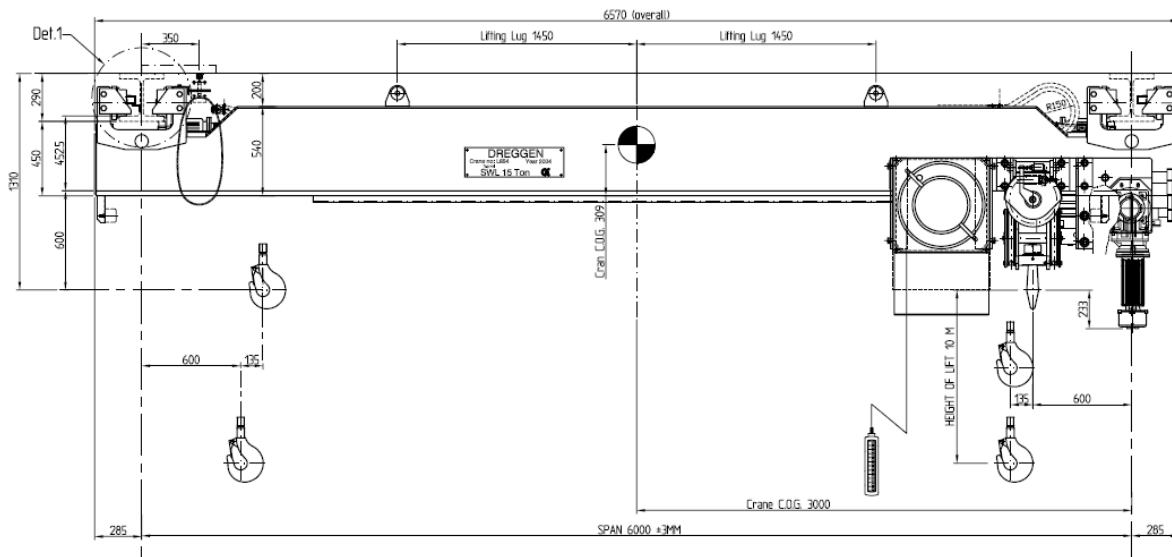 6570 (overall)
Det.1
350
Lifting Lug 1450
Lifting Lug 1450
290
200
R150
1310
450
4525
540
DREGGEN
Year 2004
SWL 15 Ton
CE
Cran C.O.G. 309
600
233
600
135
HEIGHT OF LIFT 10 M
135
600
Crane C.O.G. 3000
285
SPAN 6000 ±3MM
285